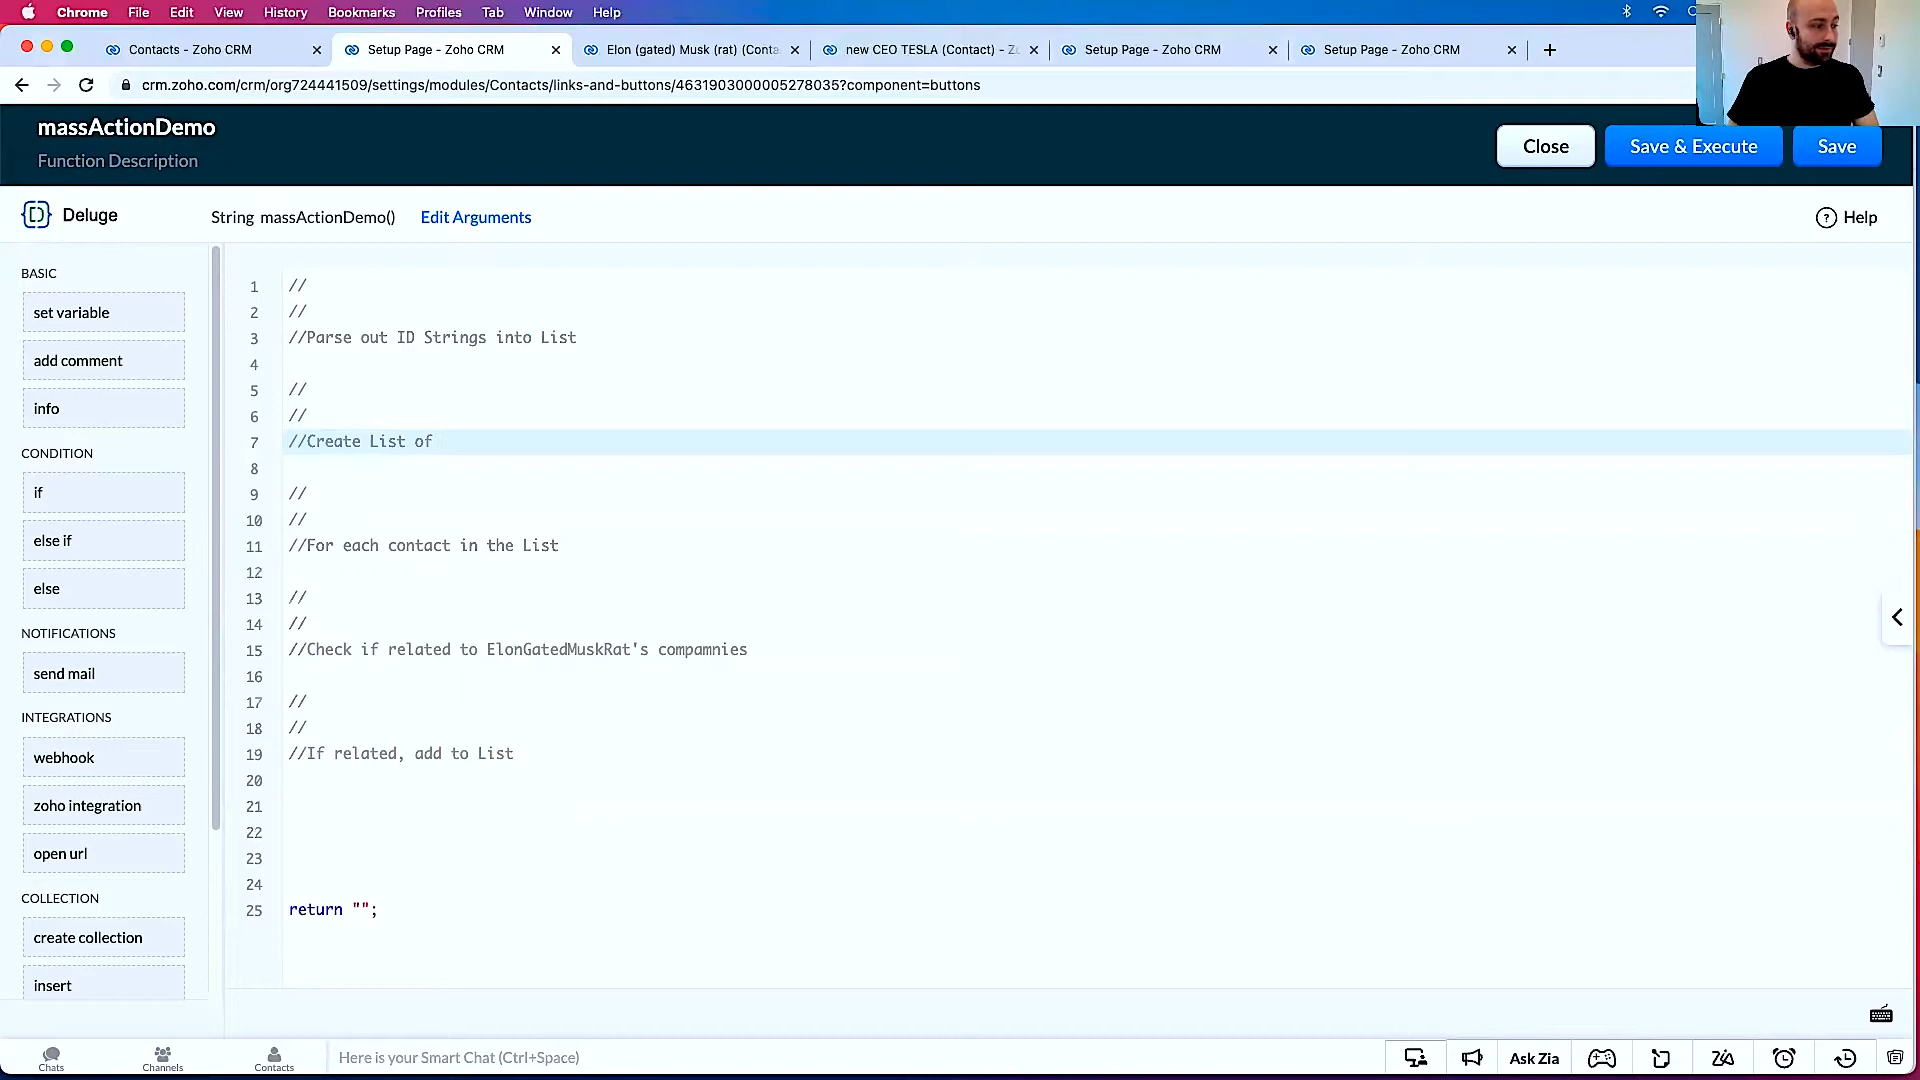 Chrome File Edit View History Bookmarks Profiles Tab Window Help
Contacts - Zoho CRM
Setup Page - Zoho CRM
Elon (gated) Musk (rat) (Conta
new CEO TESLA (Contact) - Zo
Setup Page - Zoho CRM
Setup Page - Zoho CRM
crm.zoho.com/crm/org724441509/settings/modules/Contacts/links-and-buttons/4631903000005278035?component=buttons
massActionDemo
Function Description
Close
Save & Execute
Save
Deluge
String massActionDemo()
Edit Arguments
Help
BASIC
set variable
add comment
info
CONDITION
if
else if
else
NOTIFICATIONS
send mail
INTEGRATIONS
webhook
zoho integration
open url
COLLECTION
create collection
insert
1 //
2 //
3 //Parse out ID Strings into List
4
5 //
6 //
7 //Create List of
8
9 //
10 //
11 //For each contact in the List
12
13 //
14 //
15 //Check if related to ElonGatedMuskRat's compamnies
16
17 //
18 //
19 //If related, add to List
20
21
22
23
24
25 return "";
Chats
Channels
Contacts
Here is your Smart Chat (Ctrl+Space)
Ask Zia